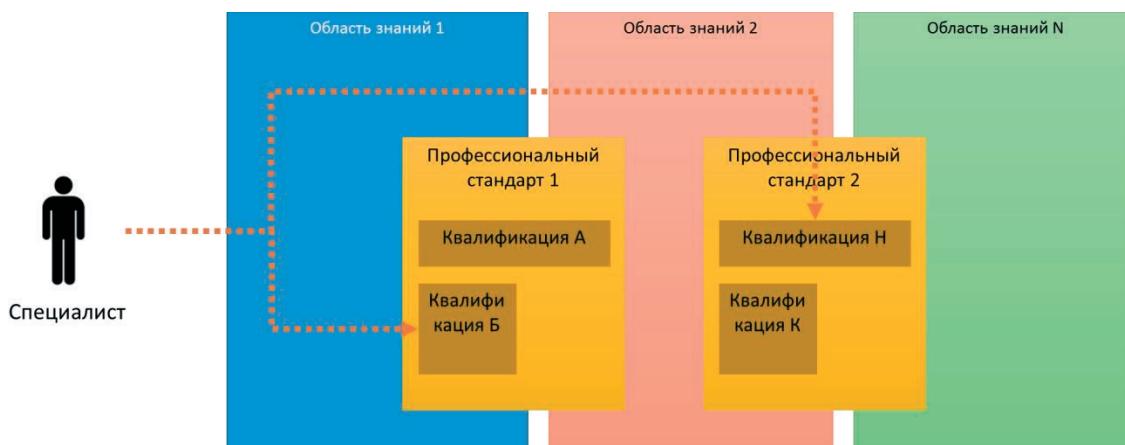 Область знаний 1
Область знаний 2
Область знаний N
Профессиональный
стандарт 1
Профессиональный
стандарт 2
Квалификация А
Квалификация Н
Квалифи
кация Б
Квалифи
кация К
Специалист